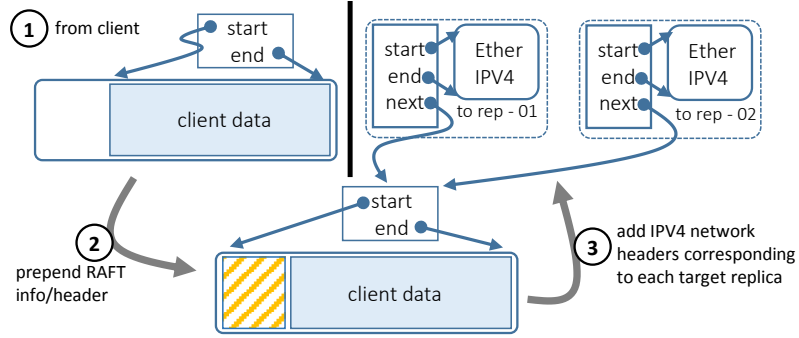 1 from client
start
end
client data
start
end
next
Ether
IPV4
to rep - 01
start
end
next
Ether
IPV4
to rep - 02
2
prepend RAFT
info/header
start
end
client data
3
add IPV4 network
headers corresponding
to each target replica